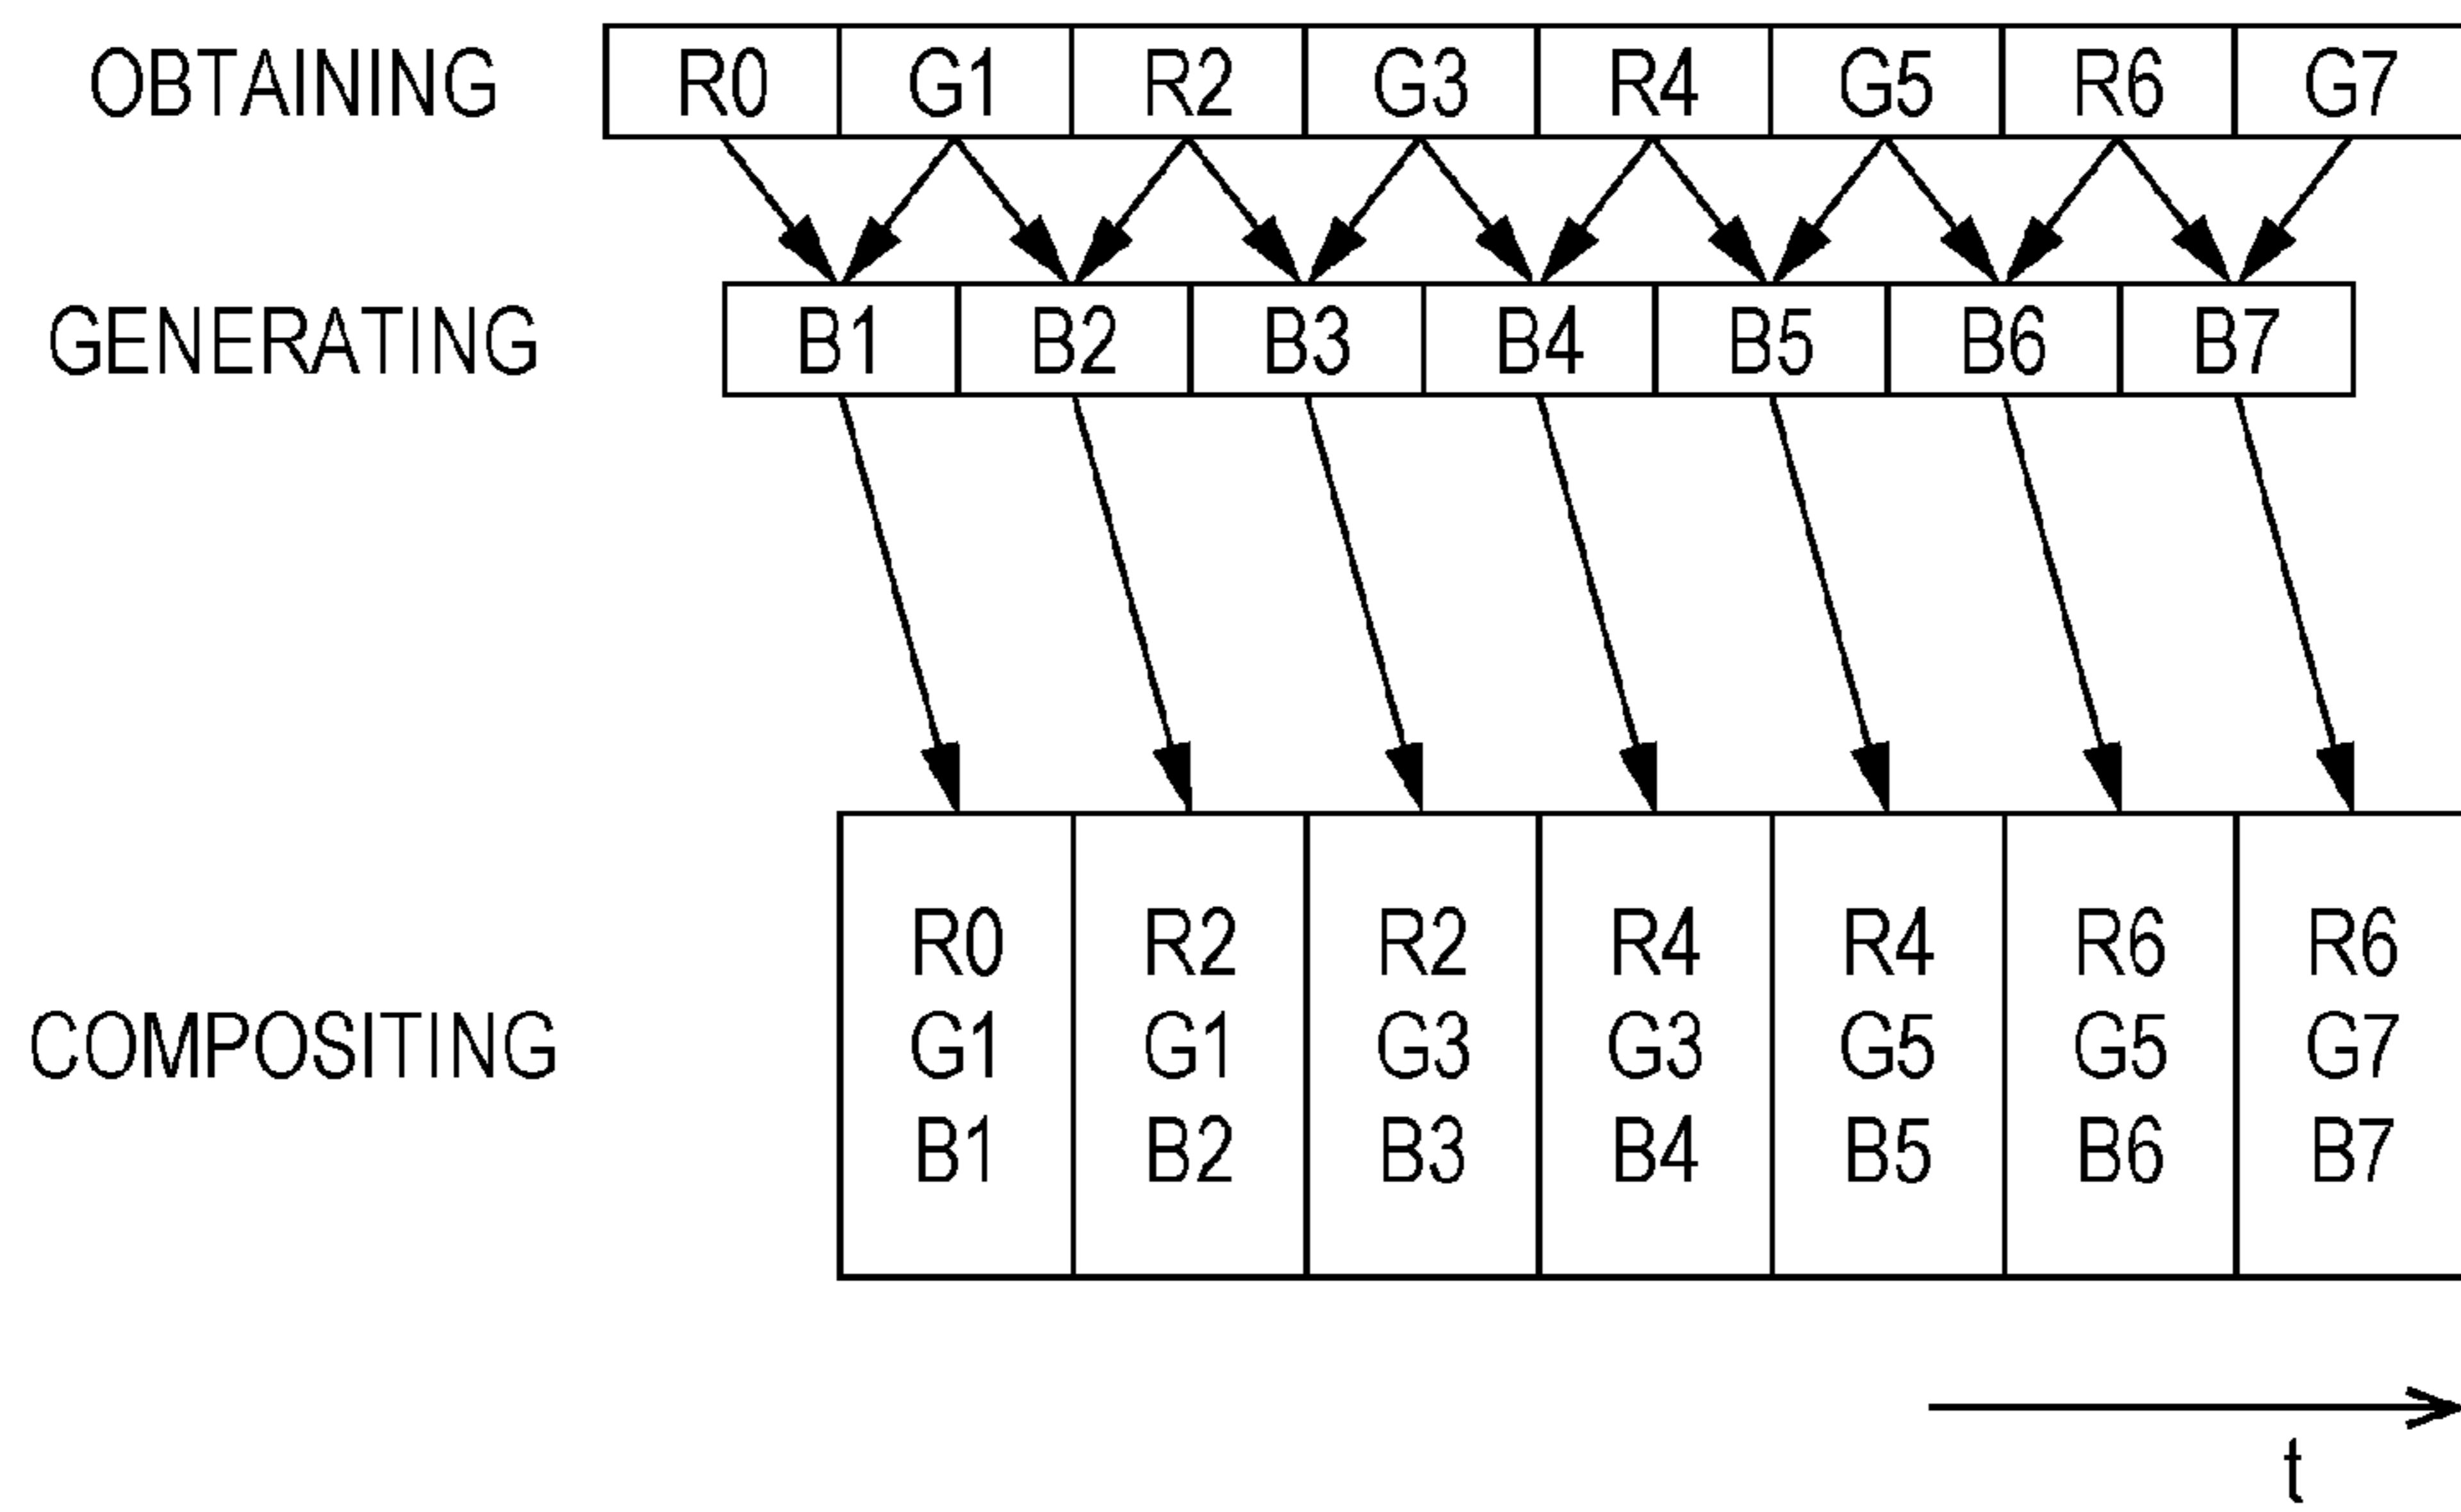 OBTAINING R0 G1 R2 G3 R4 G5 R6 G7
GENERATING B1 B2 B3 B4 B5 B6 B7
R0 R2 R2 R4 R4 R6 R6
COMPOSITING G1 G1 G3 G3 G5 G5 G7
B1 B2 B3 B4 B5 B6 B7
t